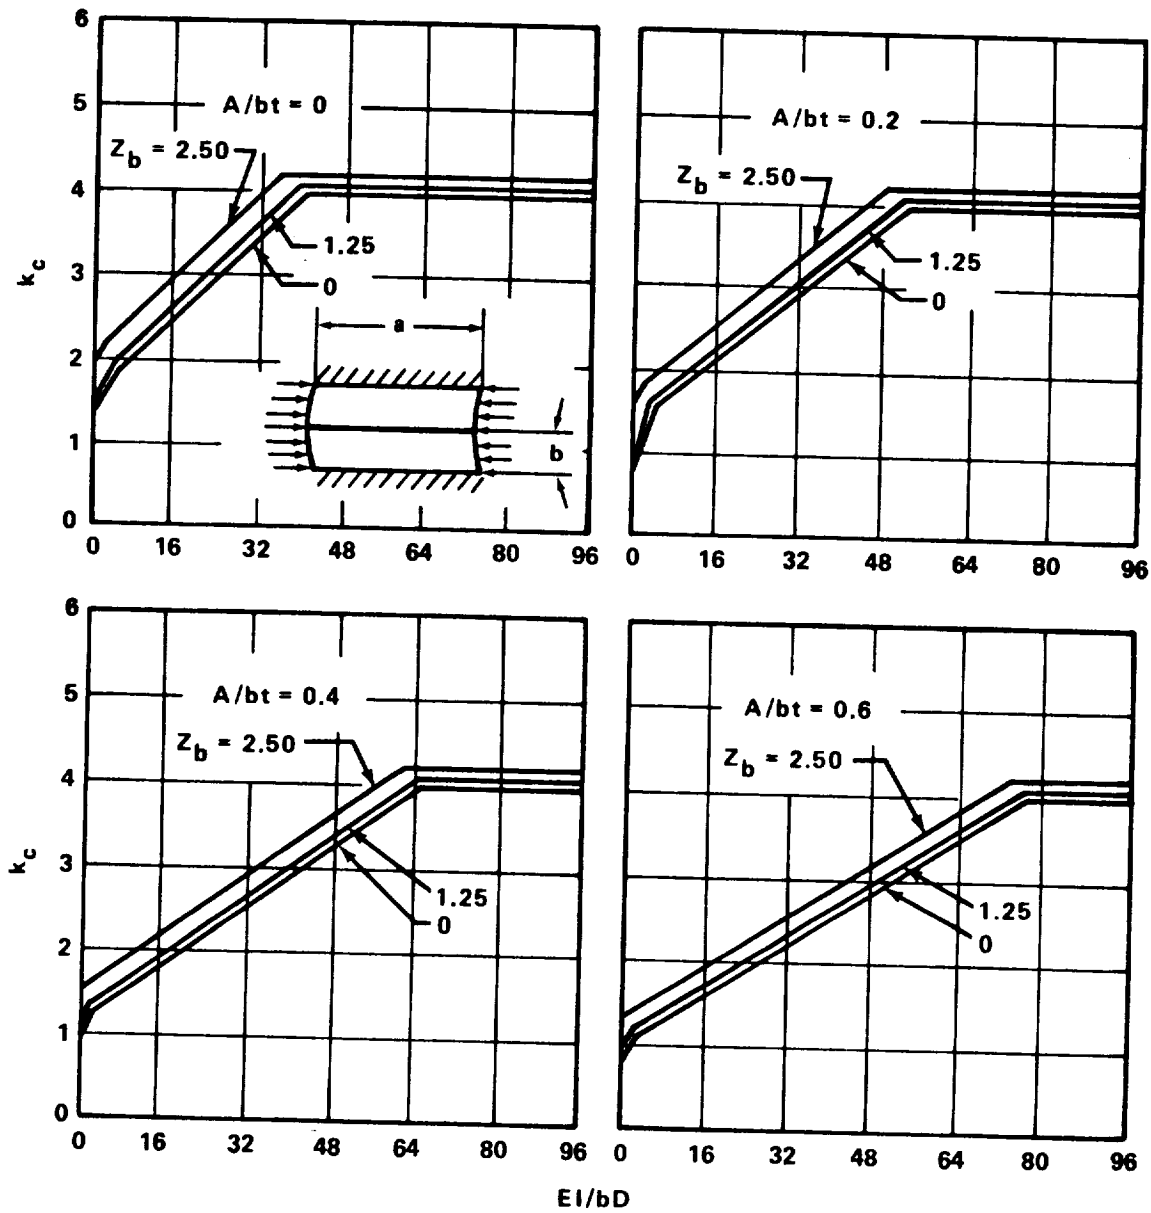 6
5
4
3
2
1
0
k_c
A/bt = 0
Z_b = 2.50
1.25
0
a
b
0 16 32 48 64 80 96
A/bt = 0.2
Z_b = 2.50
1.25
0
0 16 32 48 64 80 96
6
5
4
3
2
1
0
k_c
A/bt = 0.4
Z_b = 2.50
1.25
0
0 16 32 48 64 80 96
A/bt = 0.6
Z_b = 2.50
1.25
0
0 16 32 48 64 80 96
EI/bD